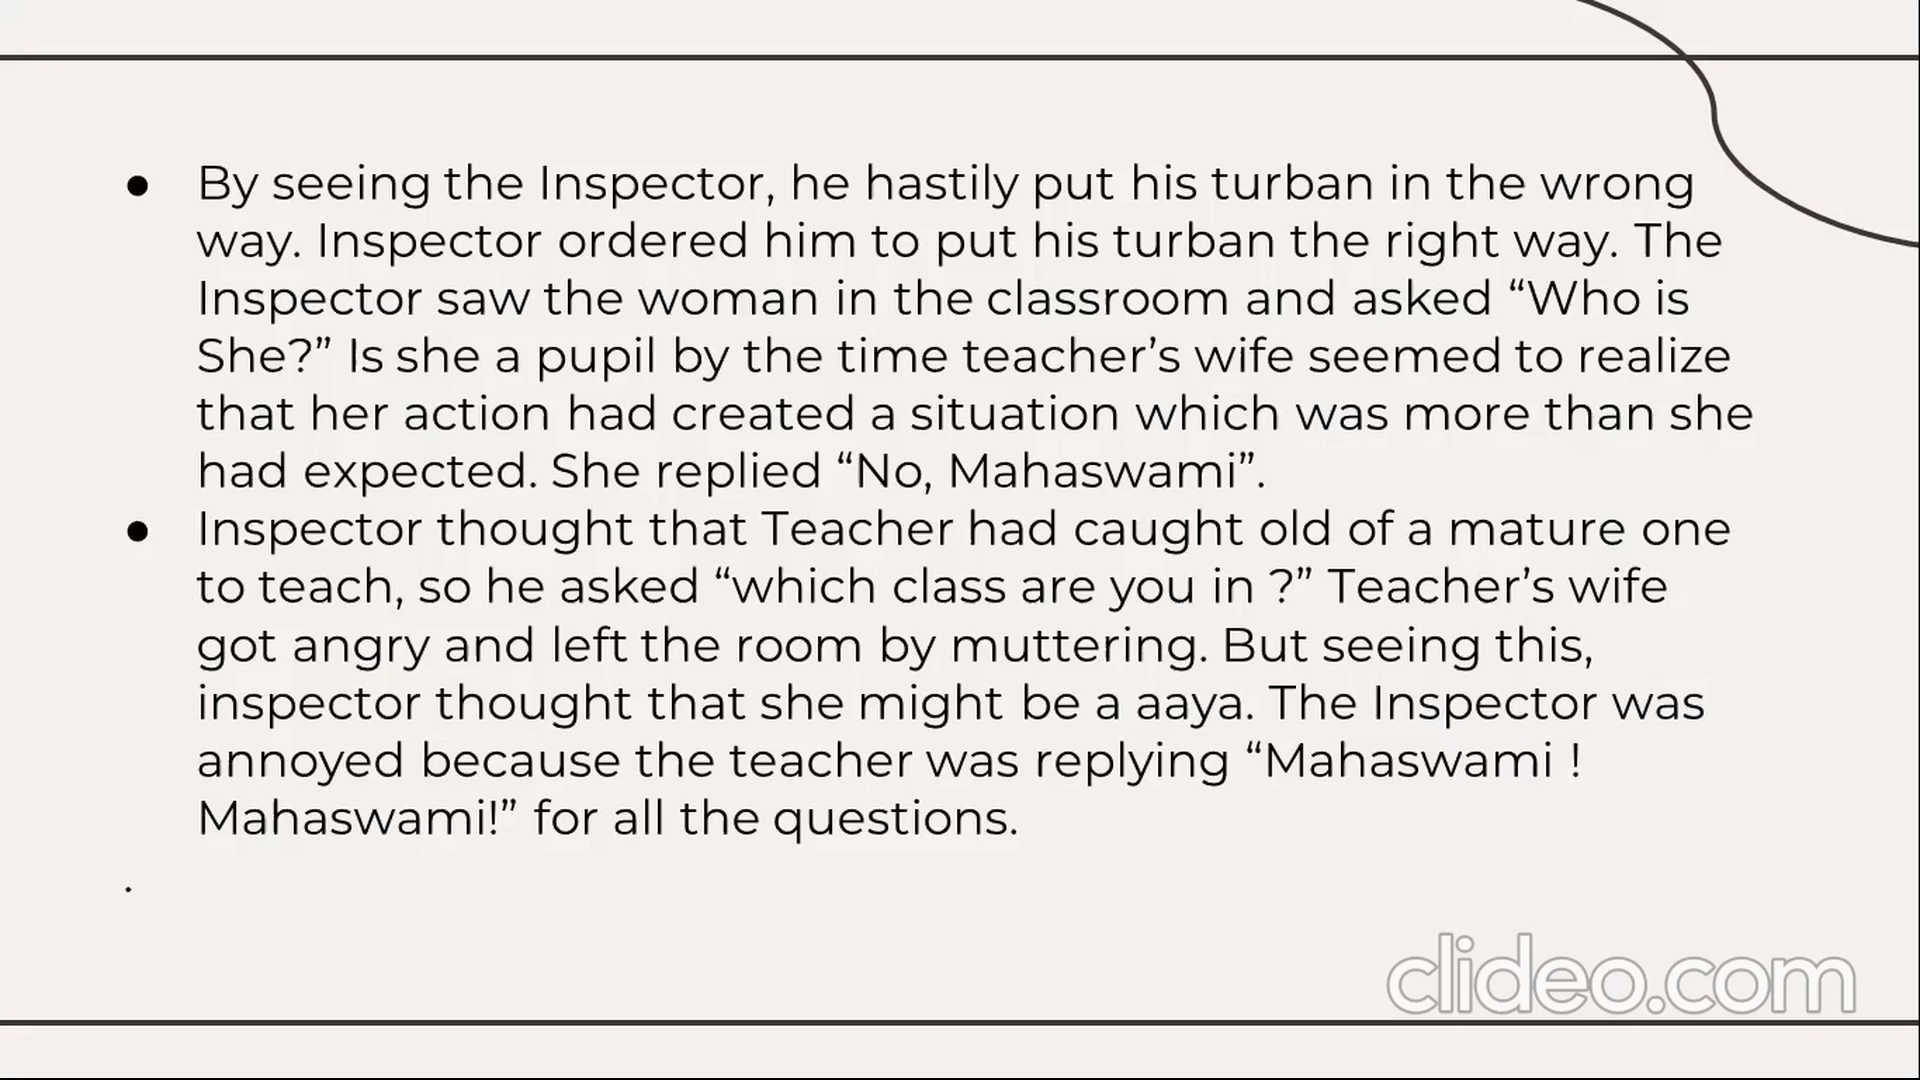 ● By seeing the Inspector, he hastily put his turban in the wrong
way. Inspector ordered him to put his turban the right way. The
Inspector saw the woman in the classroom and asked “Who is
She?” Is she a pupil by the time teacher’s wife seemed to realize
that her action had created a situation which was more than she
had expected. She replied “No, Mahaswami”.
● Inspector thought that Teacher had caught old of a mature one
to teach, so he asked “which class are you in ?” Teacher’s wife
got angry and left the room by muttering. But seeing this,
inspector thought that she might be a aaya. The Inspector was
annoyed because the teacher was replying “Mahaswami !
Mahaswami!” for all the questions.
.
clideo.com